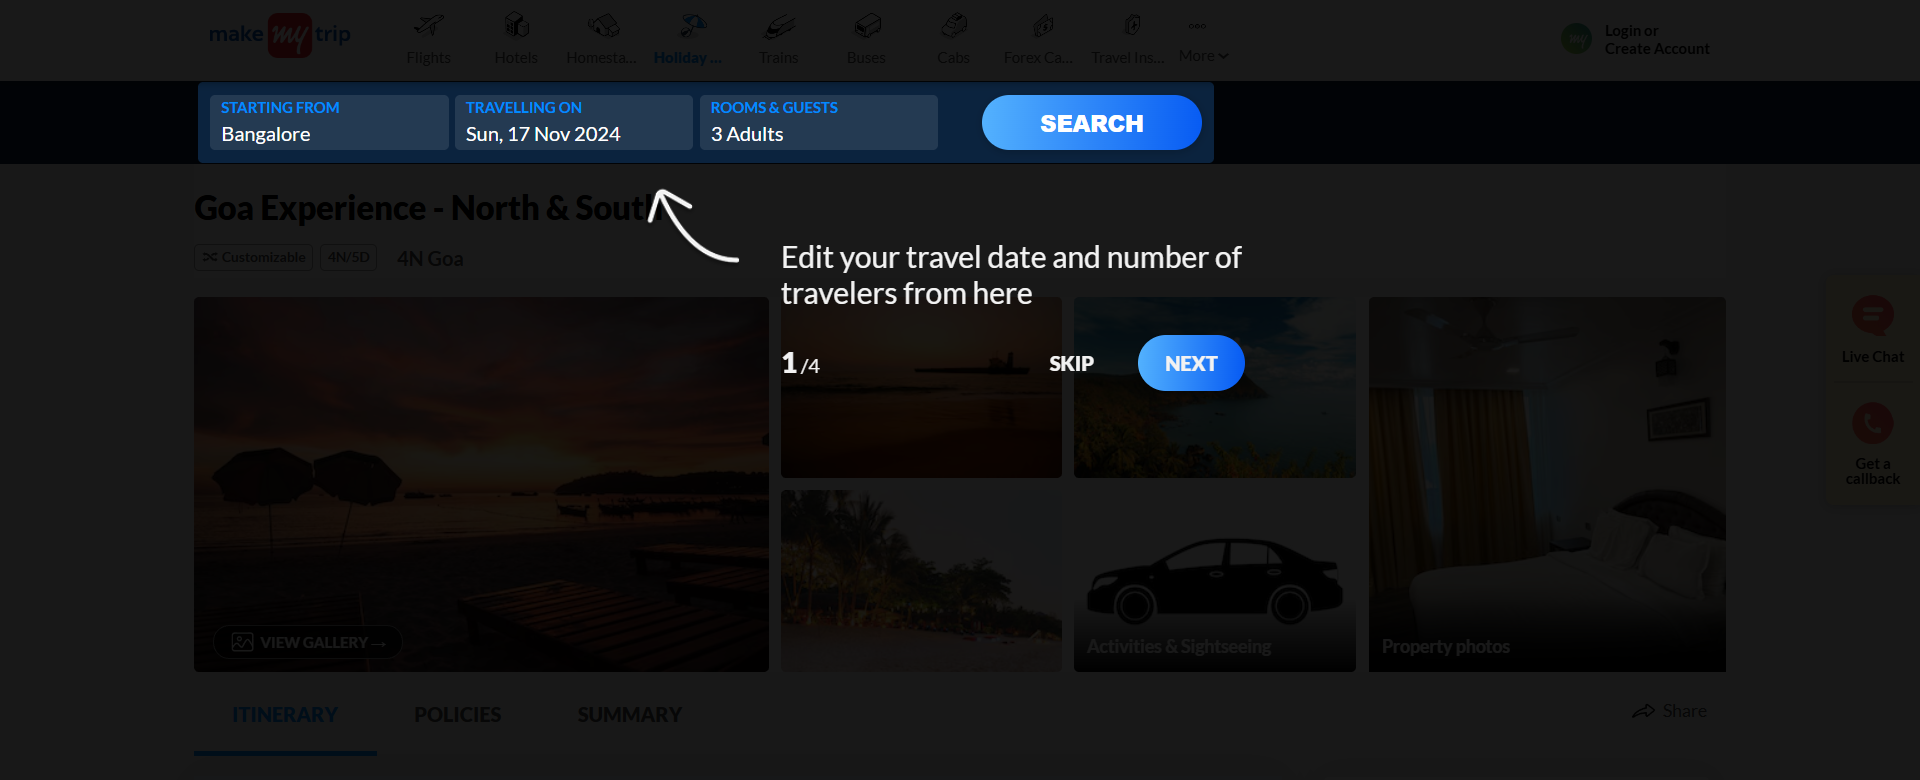 make my trip
Flights
Hotels
Homesta...
Holiday ...
Trains
Buses
Cabs
Forex Ca...
Travel Ins...
More
my
Login or
Create Account
STARTING FROM
Bangalore
TRAVELLING ON
Sun, 17 Nov 2024
ROOMS & GUESTS
3 Adults
SEARCH
Goa Experience - North & South
Customizable
4N/5D
4N Goa
Edit your travel date and number of
travelers from here
1/4
SKIP
NEXT
Live Chat
Get a
callback
VIEW GALLERY→
Activities & Sightseeing
Property photos
ITINERARY
POLICIES
SUMMARY
Share